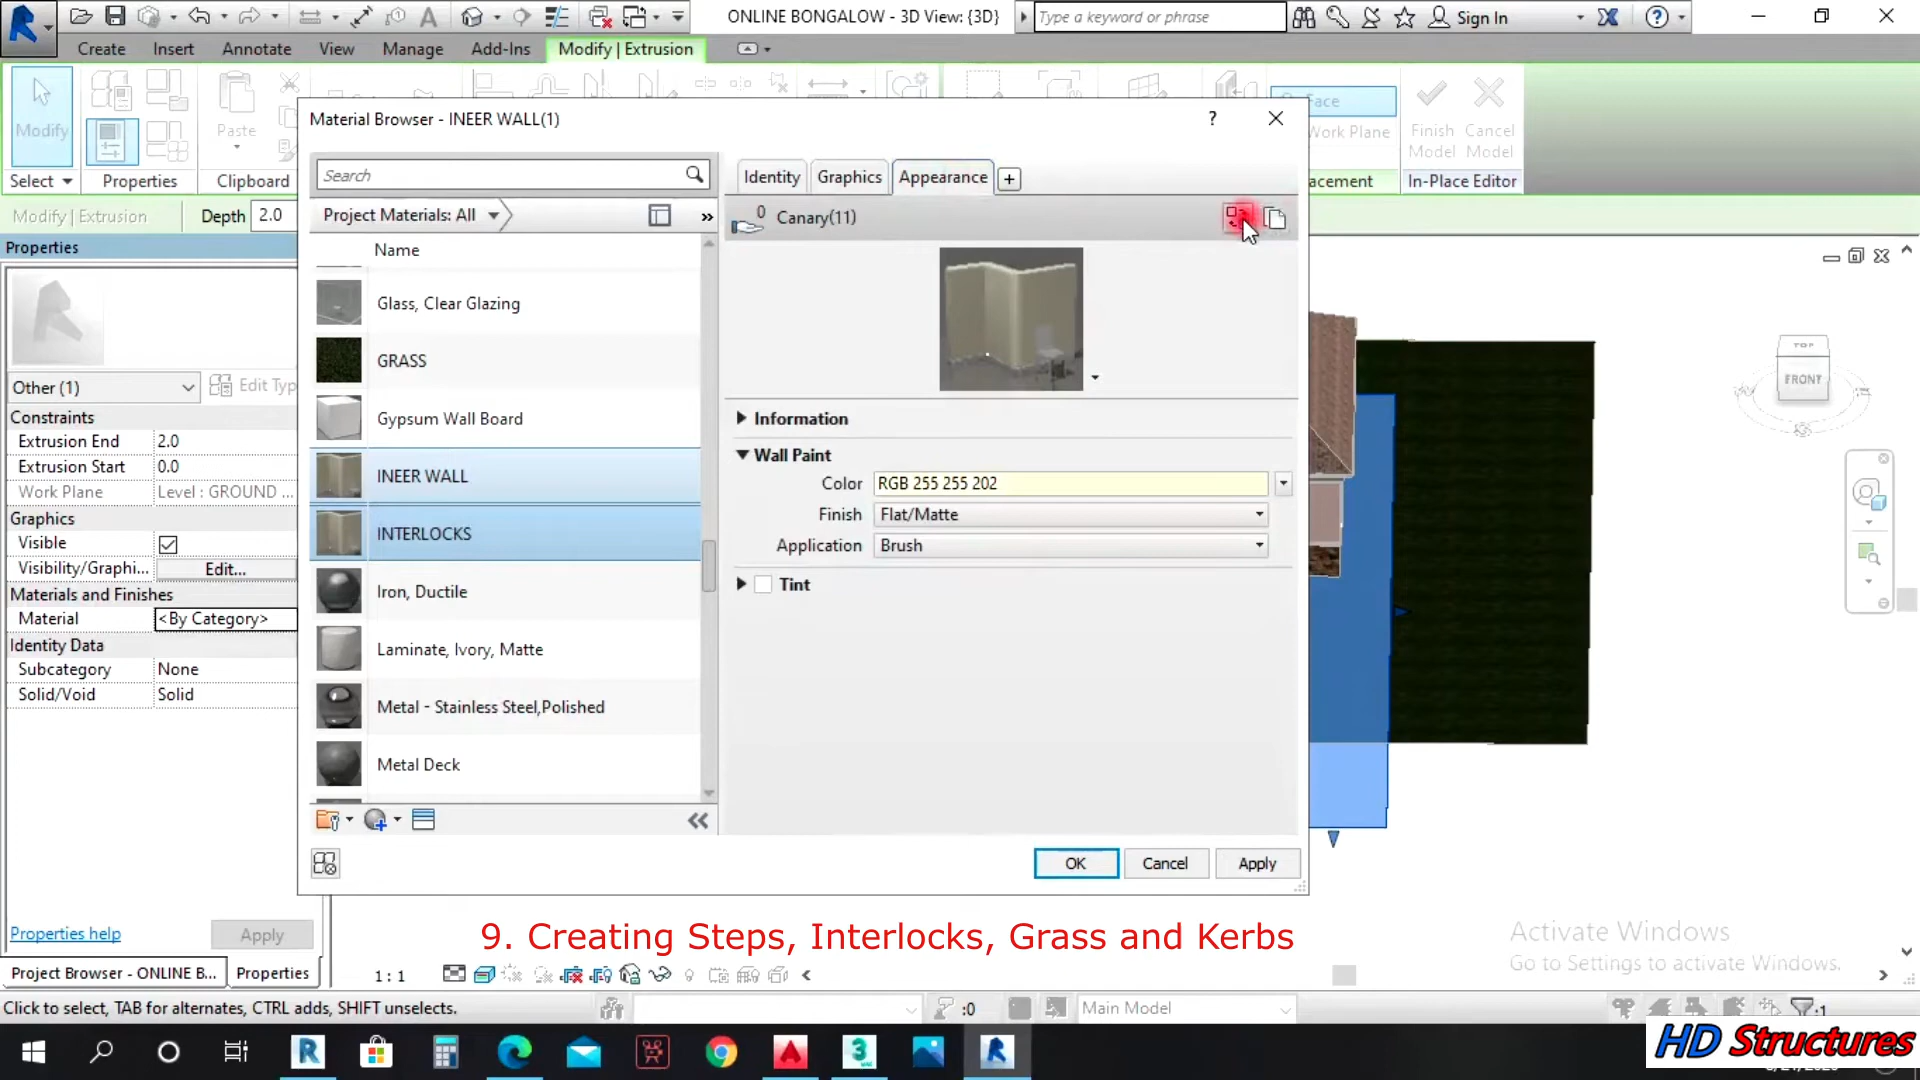 ONLINE BONGALOW - 3D View: {3D}
Type a keyword or phrase
Sign In
Create
Insert
Annotate
View
Manage
Add-Ins
Modify | Extrusion
Modify
Paste
Face
Work Plane
Finish Model
Cancel Model
Select
Properties
Clipboard
acement
In-Place Editor
Modify | Extrusion
Depth 2.0
Properties
Other (1)
Edit Typ
Constraints
Extrusion End 2.0
Extrusion Start 0.0
Work Plane Level : GROUND ...
Graphics
Visible
Visibility/Graphi... Edit...
Materials and Finishes
Material <By Category>
Identity Data
Subcategory None
Solid/Void Solid
Properties help
Apply
Project Browser - ONLINE B...
Properties
Material Browser - INEER WALL(1)
?
Search
Project Materials: All
Name
Glass, Clear Glazing
GRASS
Gypsum Wall Board
INEER WALL
INTERLOCKS
Iron, Ductile
Laminate, Ivory, Matte
Metal - Stainless Steel,Polished
Metal Deck
Identity
Graphics
Appearance
+
0
Canary(11)
Information
Wall Paint
Color RGB 255 255 202
Finish Flat/Matte
Application Brush
Tint
OK
Cancel
Apply
TOP
FRONT
9. Creating Steps, Interlocks, Grass and Kerbs
Activate Windows
Go to Settings to activate Windows.
1 : 1
Click to select, TAB for alternates, CTRL adds, SHIFT unselects.
:0
Main Model
:1
HD Structures